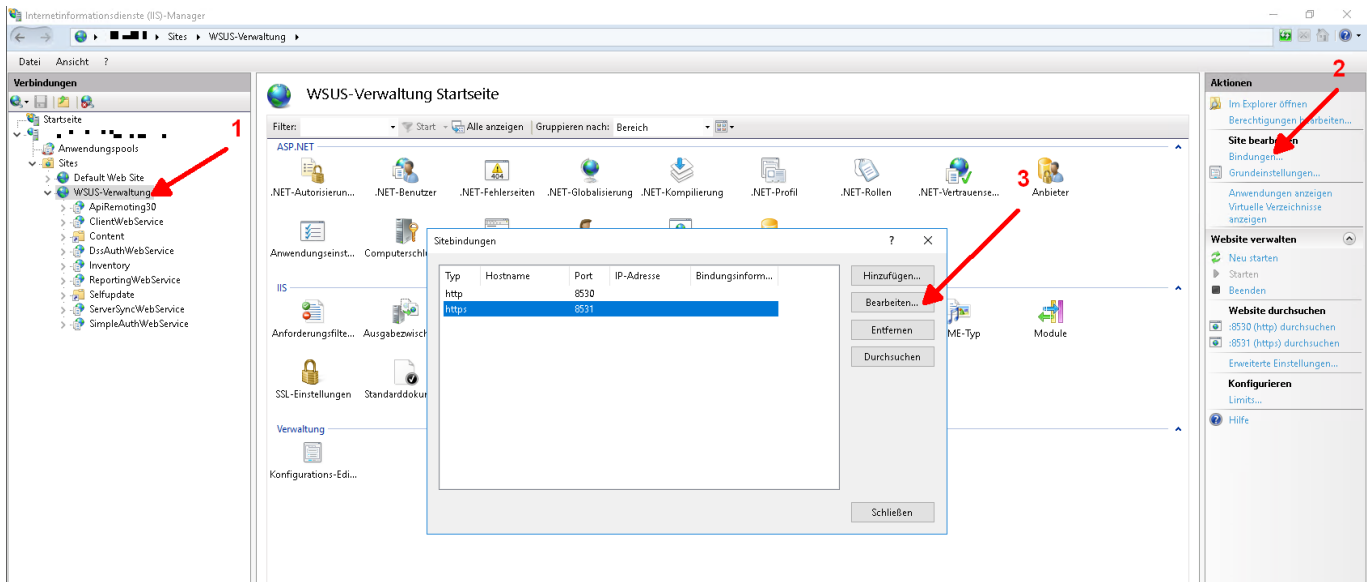 Internetinformationsdienste (IIS)-Manager
Sites
WSUS-Verwaltung
Datei Ansicht ?
Verbindungen
Startseite
Anwendungspools
Sites
Default Web Site
WSUS-Verwaltung
ApiRemoting30
ClientWebService
Content
DssAuthWebService
Inventory
ReportingWebService
Selfupdate
ServerSyncWebService
SimpleAuthWebService
1
WSUS-Verwaltung Startseite
Filter: Start Alle anzeigen Gruppieren nach: Bereich
ASP.NET
.NET-Autorisierun... .NET-Benutzer .NET-Fehlerseiten .NET-Globalisierung .NET-Kompilierung .NET-Profil .NET-Rollen .NET-Vertrauense... Anbieter
3
Anwendungseinst...
IIS
Anforderungsfilte...
Module
SSL-Einstellungen
Verwaltung
Konfigurations-Edi...
Sitebindungen
? ×
Typ Hostname Port IP-Adresse Bindungsinform...
http 8530
https 8531
Hinzufügen...
Bearbeiten...
Entfernen
Durchsuchen
Schließen
Aktionen
2
Im Explorer öffnen
Berechtigungen bearbeiten...
Site bearbeiten
Bindungen...
Grundeinstellungen...
Anwendungen anzeigen
Virtuelle Verzeichnisse
anzeigen
Website verwalten
Neu starten
Starten
Beenden
Website durchsuchen
:8530 (http) durchsuchen
:8531 (https) durchsuchen
Erweiterte Einstellungen...
Konfigurieren
Limits...
Hilfe